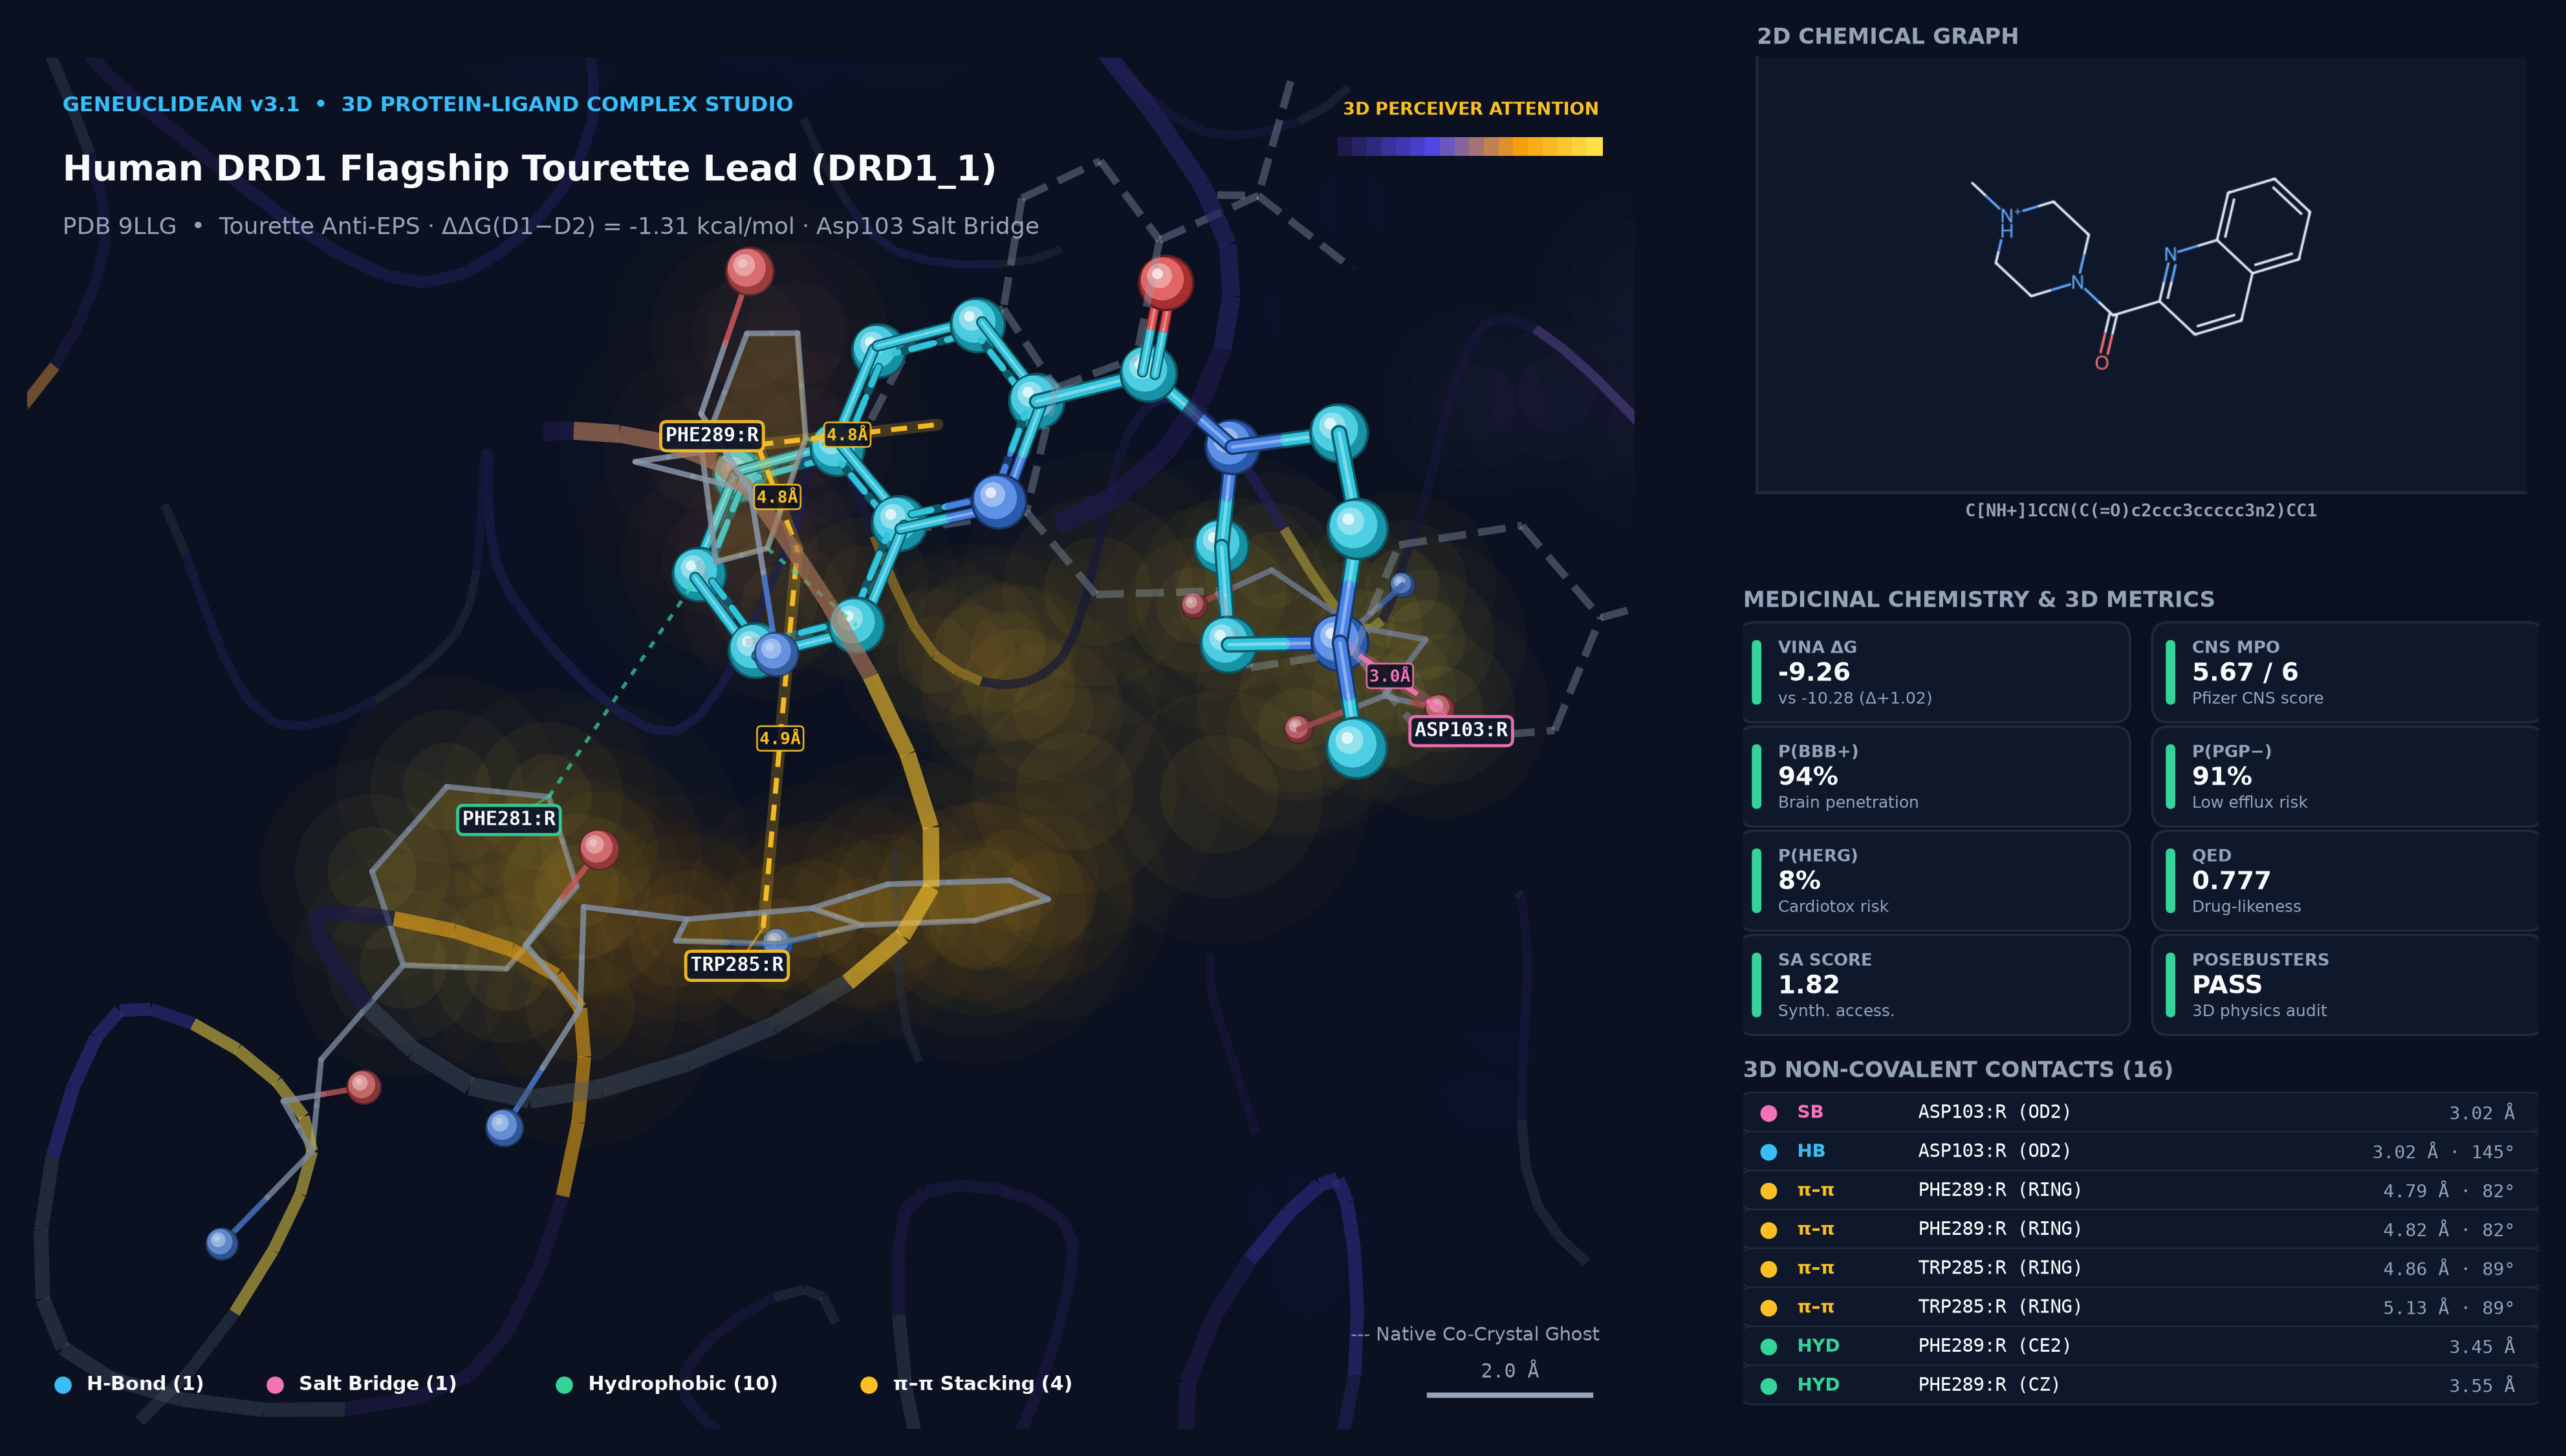 GENEUCLIDEAN v3.1 • 3D PROTEIN-LIGAND COMPLEX STUDIO
Human DRD1 Flagship Tourette Lead (DRD1_1)
PDB 9LLG • Tourette Anti-EPS · ΔΔG(D1−D2) = -1.31 kcal/mol · Asp103 Salt Bridge
3D PERCEIVER ATTENTION
PHE289:R
4.8Å
4.8Å
4.9Å
3.0Å
ASP103:R
PHE281:R
TRP285:R
--- Native Co-Crystal Ghost
2.0 Å
H-Bond (1)
Salt Bridge (1)
Hydrophobic (10)
π–π Stacking (4)
2D CHEMICAL GRAPH
N+
H
N
N
O
C[NH+]1CCN(C(=O)c2ccc3ccccc3n2)CC1
MEDICINAL CHEMISTRY & 3D METRICS
VINA ΔG
-9.26
vs -10.28 (Δ+1.02)
CNS MPO
5.67 / 6
Pfizer CNS score
P(BBB+)
94%
Brain penetration
P(PGP−)
91%
Low efflux risk
P(HERG)
8%
Cardiotox risk
QED
0.777
Drug-likeness
SA SCORE
1.82
Synth. access.
POSEBUSTERS
PASS
3D physics audit
3D NON-COVALENT CONTACTS (16)
SB ASP103:R (OD2) 3.02 Å
HB ASP103:R (OD2) 3.02 Å · 145°
π–π PHE289:R (RING) 4.79 Å · 82°
π–π PHE289:R (RING) 4.82 Å · 82°
π–π TRP285:R (RING) 4.86 Å · 89°
π–π TRP285:R (RING) 5.13 Å · 89°
HYD PHE289:R (CE2) 3.45 Å
HYD PHE289:R (CZ) 3.55 Å